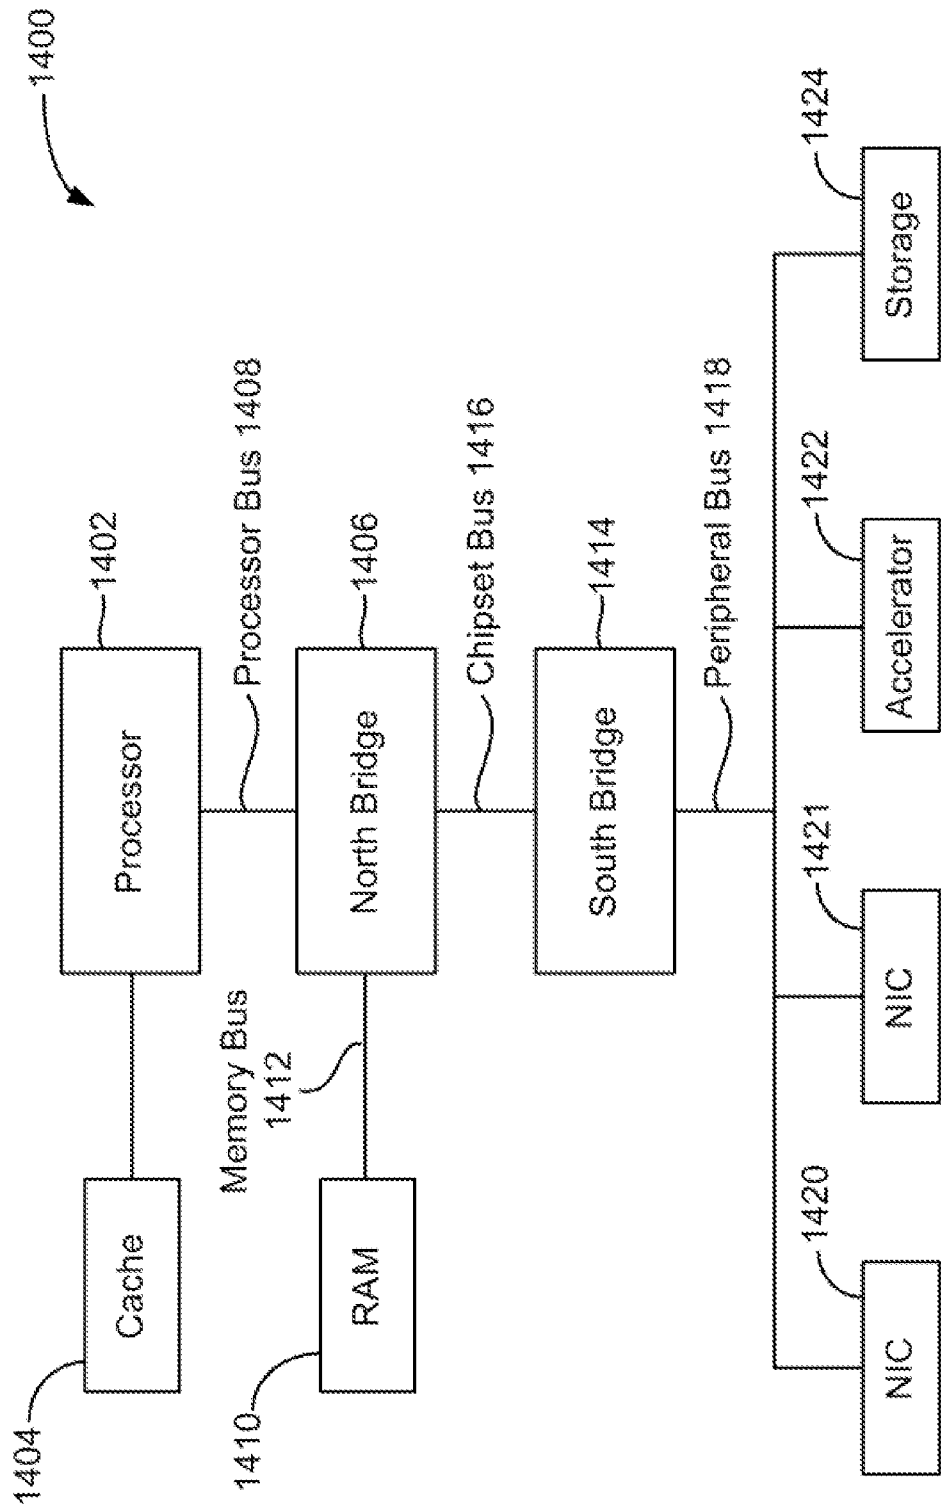 1400
1402
Processor
Cache
1404
Processor Bus 1408
1406
North Bridge
Memory Bus
1412
RAM
1410
Chipset Bus 1416
1414
South Bridge
Peripheral Bus 1418
1420
NIC
1421
NIC
1422
Accelerator
1424
Storage